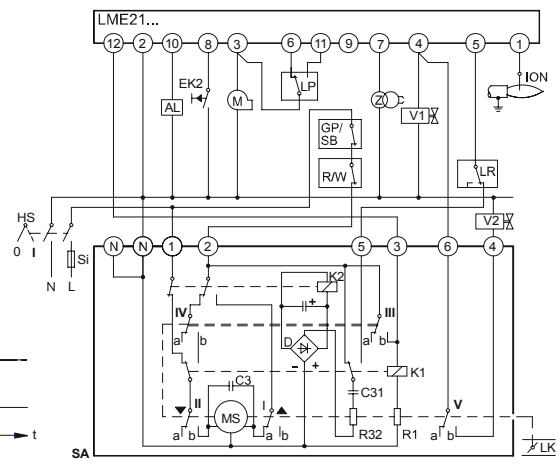 LME21...
12 2 10 8 3 6 11 9 7 4 5 1
EK2
LP
ION
AL
M
Z
C
V1
GP/
SB
R/W
LR
V2
HS
0 I
Si
N L
N N 1 2 5 3 6 4
K2
+
IV
III
a b
a b
D
- +
K1
C3
C31
II
MS
I
V
a b
a b
R32
R1
a b
LK
SA
t